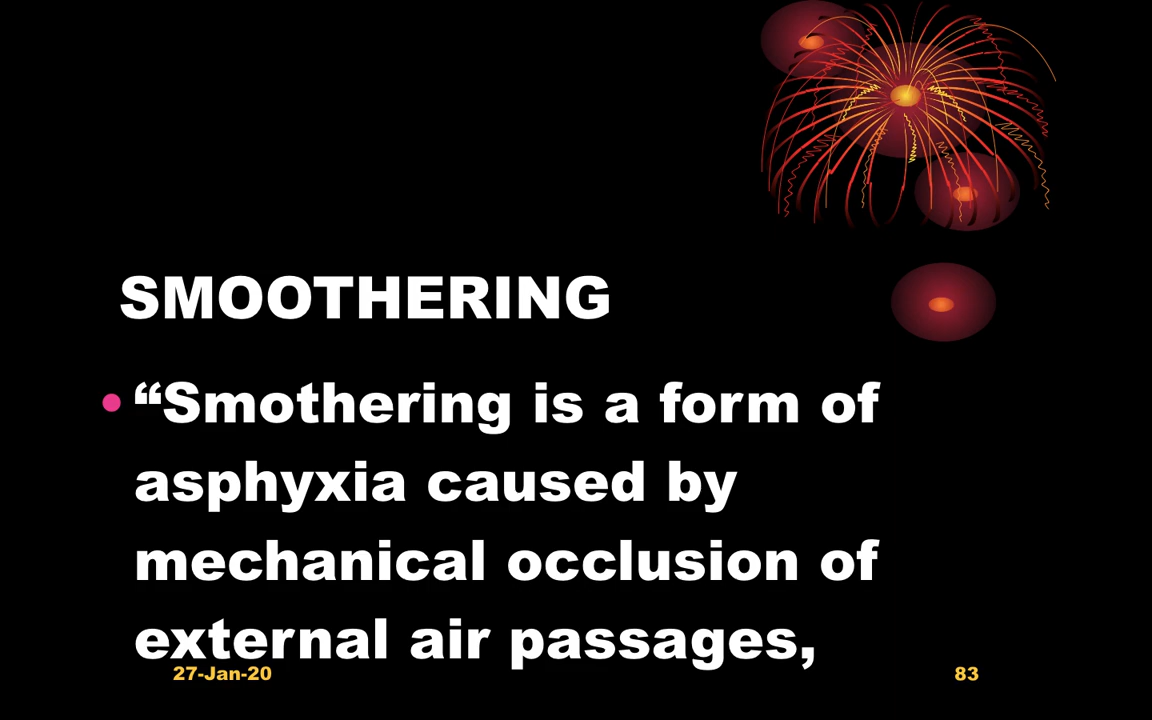 SMOOTHERING
• “Smothering is a form of
asphyxia caused by
mechanical occlusion of
external air passages,
27-Jan-20
83